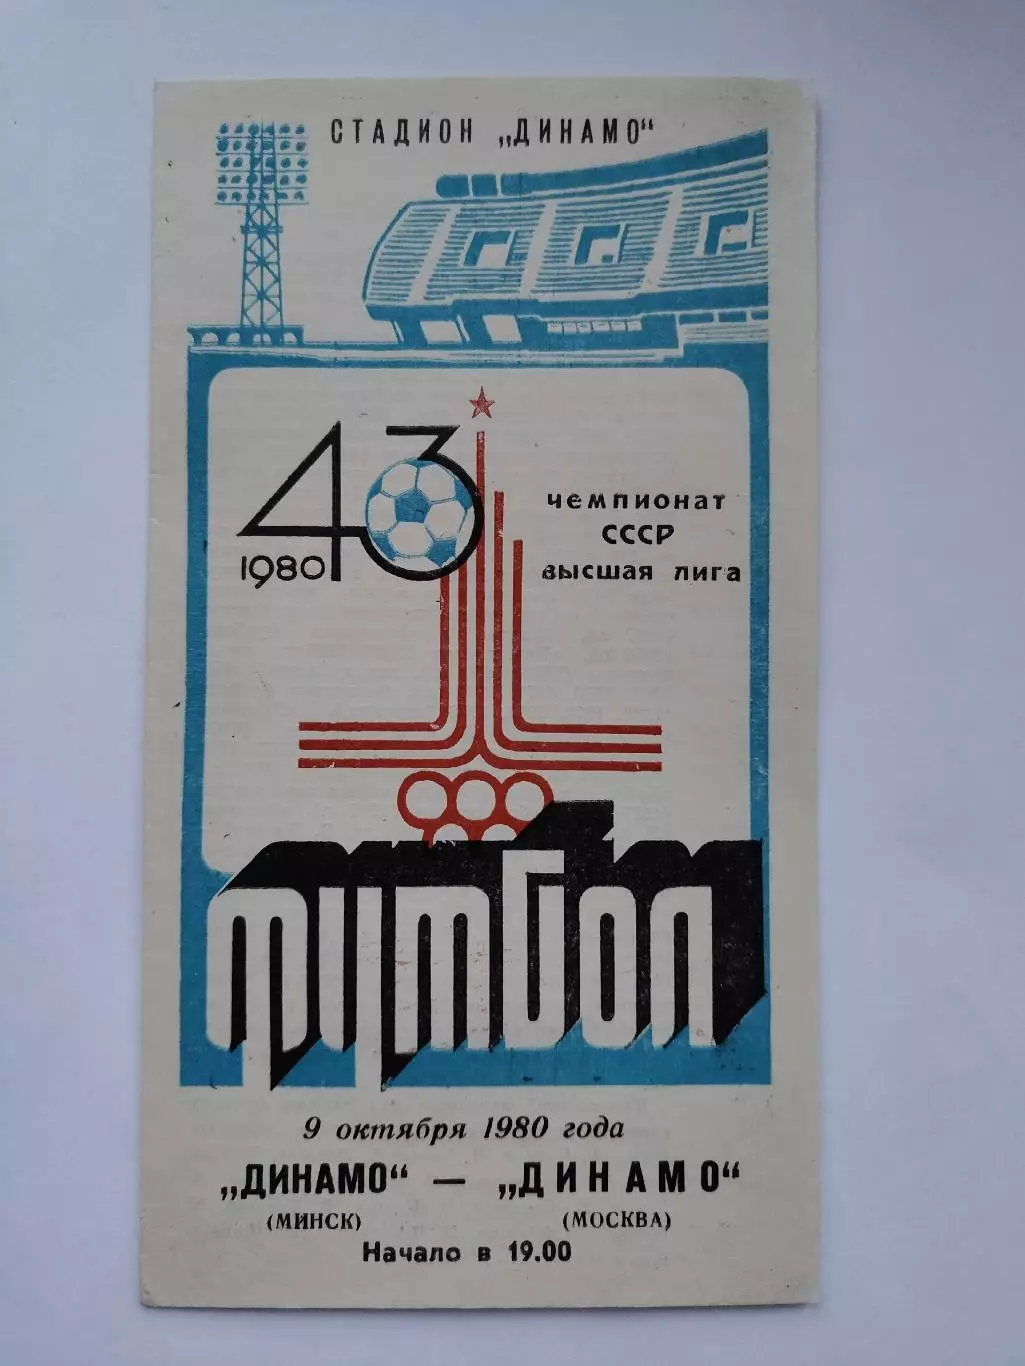 СТАДИОН „ДИНАМО“
43
1980
чемпионат
СССР
высшая лига
футбол
9 октября 1980 года
„ДИНАМО“ — „ДИНАМО“
(МИНСК) (МОСКВА)
Начало в 19.00